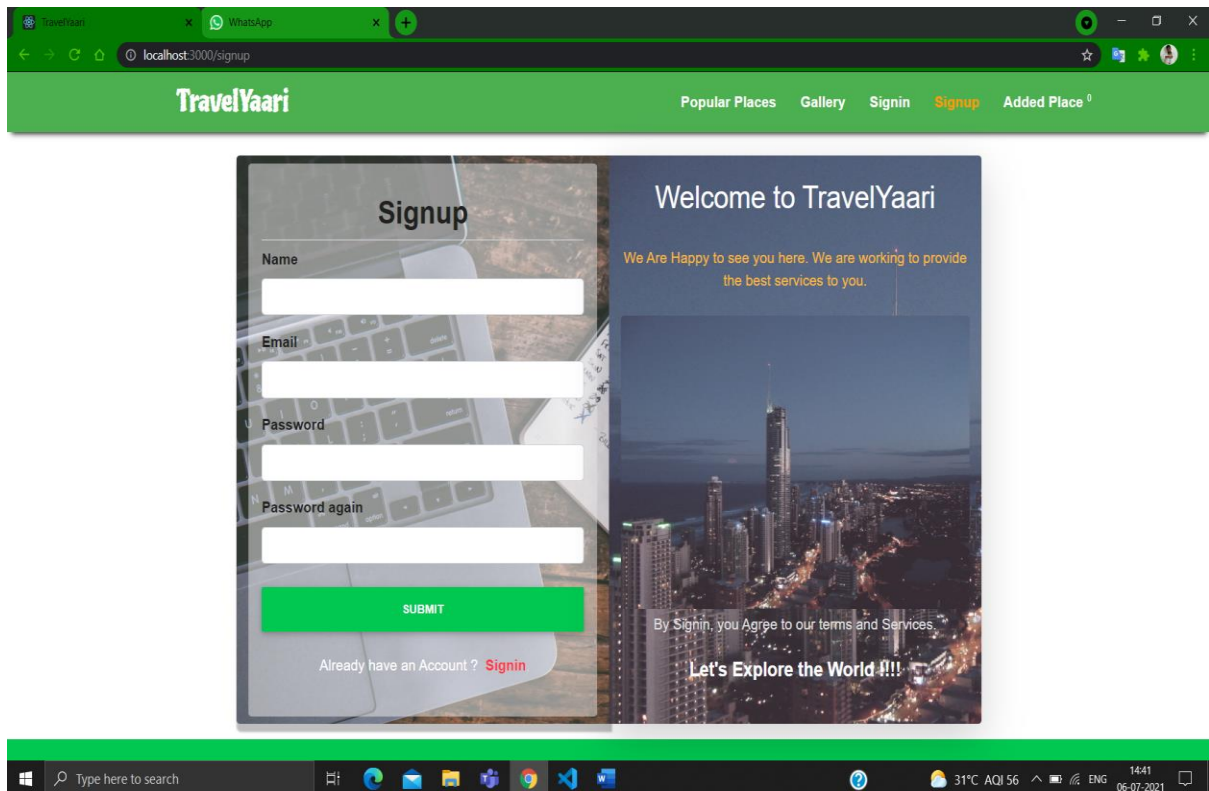 TravelYaari
WhatsApp
localhost:3000/signup
TravelYaari
Popular Places Gallery Signin Signup Added Place 0
Signup
Name
Email
Password
Password again
SUBMIT
Already have an Account ? Signin
Welcome to TravelYaari
We Are Happy to see you here. We are working to provide
the best services to you.
By Signin, you Agree to our terms and Services.
Let's Explore the World !!!!
Type here to search
31°C AQI 56 ENG
14:41
06-07-2021